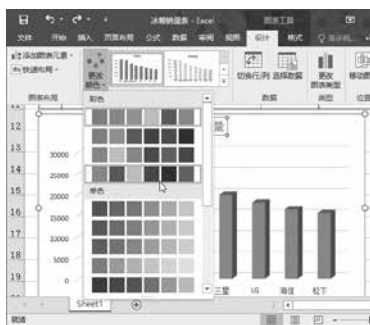 冰箱销量表 - Excel
图表工具
文件 开始 插入 页面布局 公式 数据 审阅 视图 设计 格式
添加图表元素
快速布局
更改颜色
切换行/列 选择数据
更改图表类型
移动图
图表布局
数据
类型
位置
彩色
单色
12
13
14
15
16
17
18
19
30000
25000
20000
15000
10000
5000
0
三星 LG 海信 松下
Sheet1
就绪